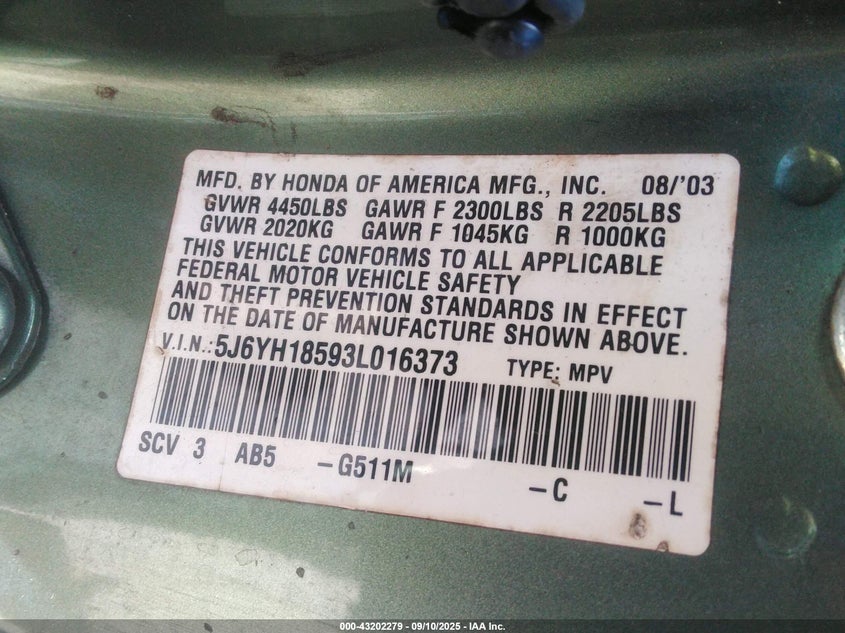 MFD. BY HONDA OF AMERICA MFG., INC. 08/'03
GVWR 4450LBS GAWR F 2300LBS R 2205LBS
GVWR 2020KG GAWR F 1045KG R 1000KG
THIS VEHICLE CONFORMS TO ALL APPLICABLE
FEDERAL MOTOR VEHICLE SAFETY
AND THEFT PREVENTION STANDARDS IN EFFECT
ON THE DATE OF MANUFACTURE SHOWN ABOVE.
V.I.N.: 5J6YH18593L016373 TYPE: MPV
SCV 3 AB5 -G511M -C -L
000-43202279 - 09/10/2025 - IAA Inc.